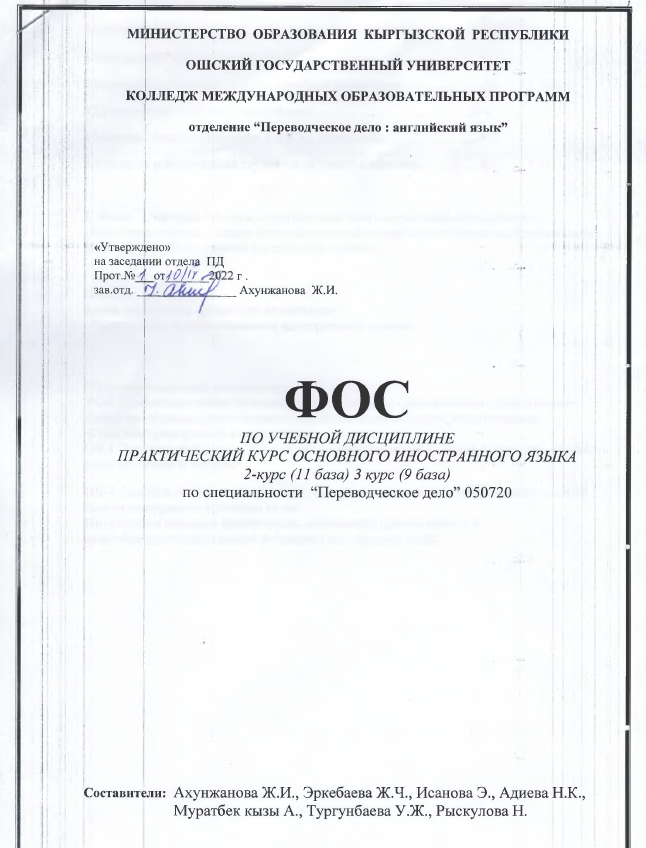 МИНИСТЕРСТВО ОБРАЗОВАНИЯ КЫРГЫЗСКОЙ РЕСПУБЛИКИ
ОШСКИЙ ГОСУДАРСТВЕННЫЙ УНИВЕРСИТЕТ
КОЛЛЕДЖ МЕЖДУНАРОДНЫХ ОБРАЗОВАТЕЛЬНЫХ ПРОГРАММ
отделение “Переводческое дело : английский язык”
«Утверждено»
на заседании отдела ПД
Прот.№ 1 от 10/IX 2022 г .
зав.отд. Ахунжанова Ж.И.
ФОС
ПО УЧЕБНОЙ ДИСЦИПЛИНЕ
ПРАКТИЧЕСКИЙ КУРС ОСНОВНОГО ИНОСТРАННОГО ЯЗЫКА
2-курс (11 база) 3 курс (9 база)
по специальности “Переводческое дело” 050720
Составители: Ахунжанова Ж.И., Эркебаева Ж.Ч., Исанова Э., Адиева Н.К.,
Муратбек кызы А., Тургунбаева У.Ж., Рыскулова Н.